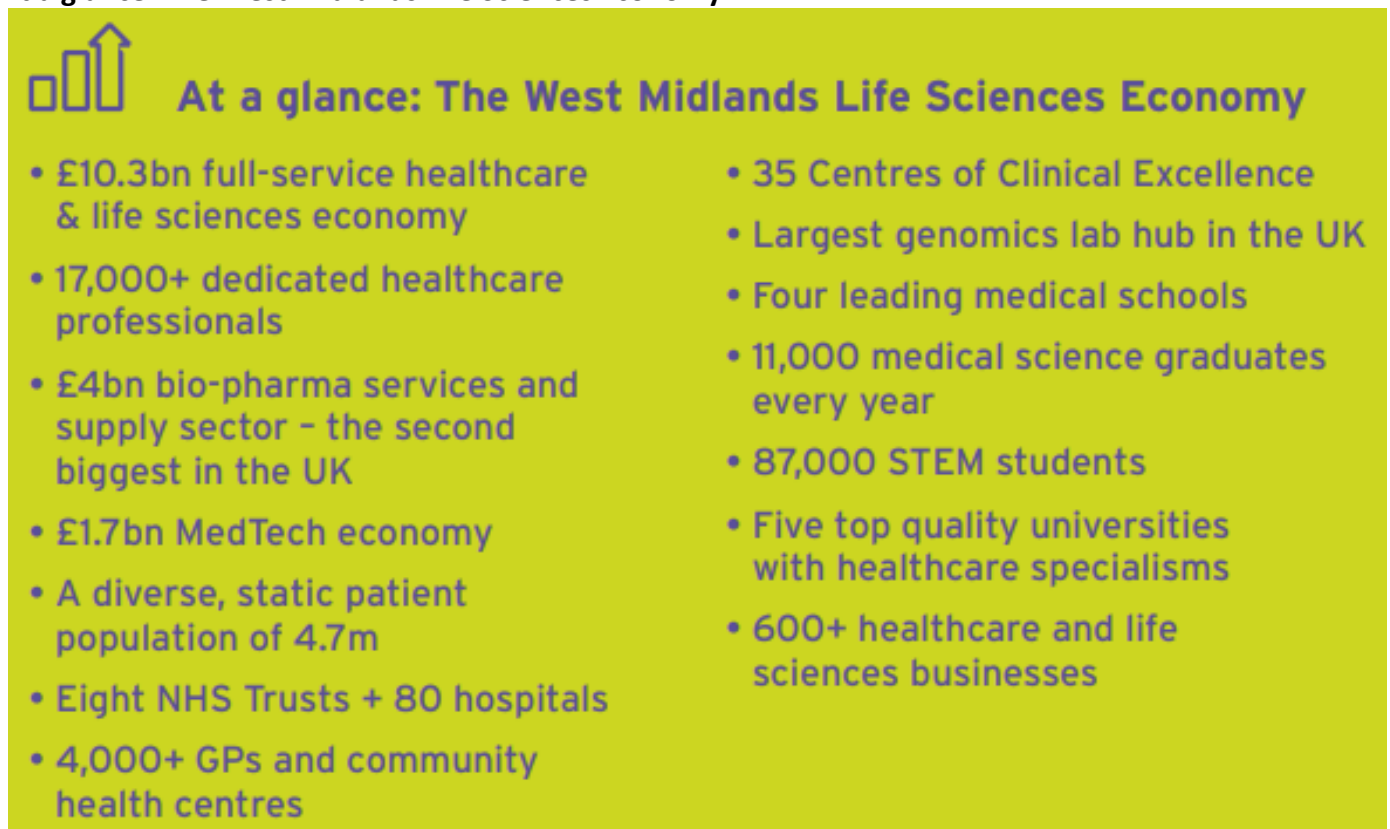 At a glance: The West Midlands Life Sciences Economy
• £10.3bn full-service healthcare
& life sciences economy
• 17,000+ dedicated healthcare
professionals
• £4bn bio-pharma services and
supply sector – the second
biggest in the UK
• £1.7bn MedTech economy
• A diverse, static patient
population of 4.7m
• Eight NHS Trusts + 80 hospitals
• 4,000+ GPs and community
health centres
• 35 Centres of Clinical Excellence
• Largest genomics lab hub in the UK
• Four leading medical schools
• 11,000 medical science graduates
every year
• 87,000 STEM students
• Five top quality universities
with healthcare specialisms
• 600+ healthcare and life
sciences businesses